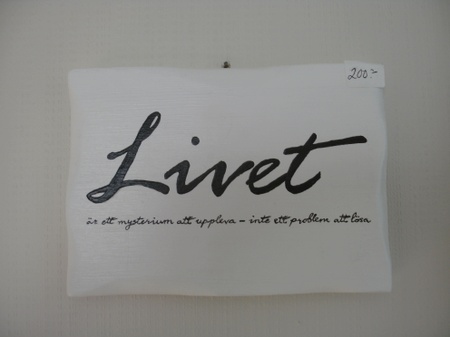 200:-
Livet
är ett mysterium att uppleva – inte ett problem att lösa